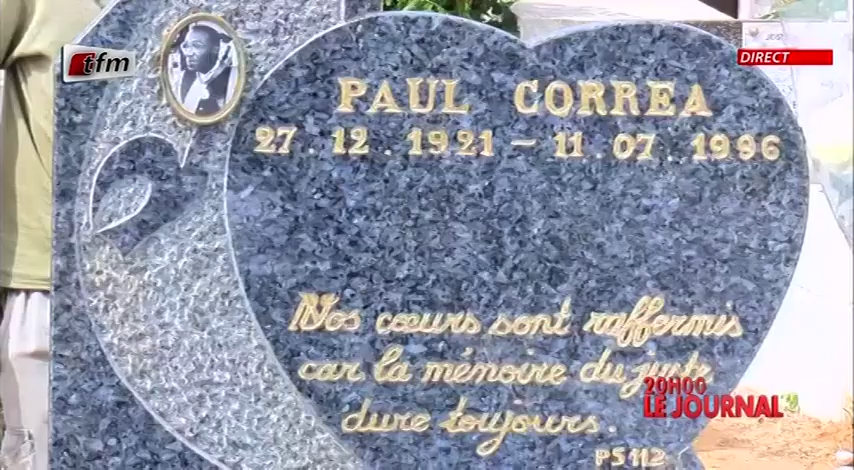 tfm
DIRECT
PAUL CORREA
27.12.1921 - 11.07.1996
Nos cœurs sont raffermis
car la mémoire du juste
dure toujours.
PS 112
20H00
LE JOURNAL